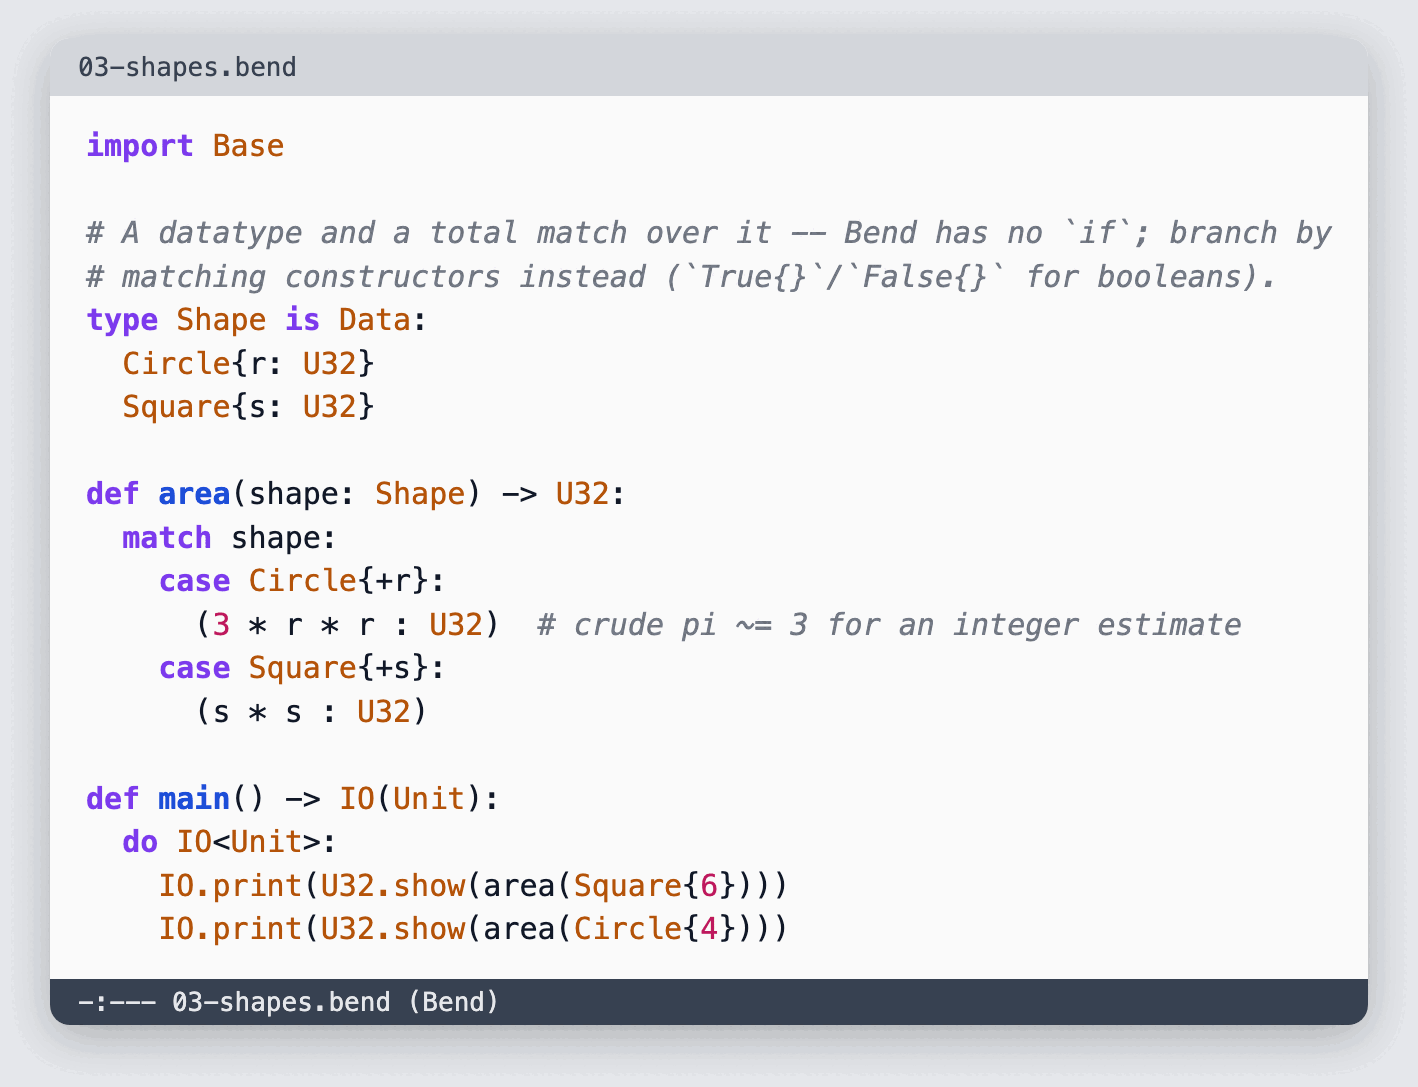 03-shapes.bend
import Base
# A datatype and a total match over it -- Bend has no `if`; branch by
# matching constructors instead (`True{}`/`False{}` for booleans).
type Shape is Data:
  Circle{r: U32}
  Square{s: U32}
def area(shape: Shape) -> U32:
  match shape:
    case Circle{+r}:
      (3 * r * r : U32)  # crude pi ~= 3 for an integer estimate
    case Square{+s}:
      (s * s : U32)
def main() -> IO(Unit):
  do IO<Unit>:
    IO.print(U32.show(area(Square{6})))
    IO.print(U32.show(area(Circle{4})))
-:--- 03-shapes.bend (Bend)